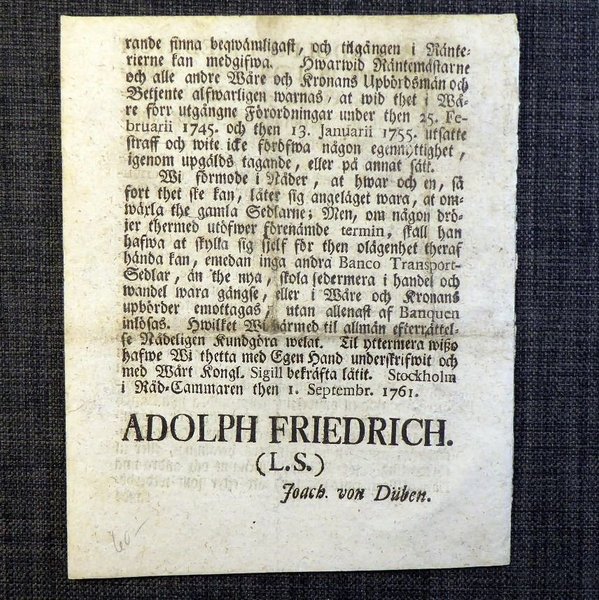 rande finna beqwämligast, och tilgången i Ränte-
rierne kan medgifwa. Hwarwid Räntemästarne
och alle andre Wåre och Kronans Upbördsmän och
Betjente alfwarligen warnas, at wid thet i Wå-
re förr utgångne Förordningar under then 25. Fe-
bruarii 1745. och then 13. Januarii 1755. utsatte
straff och wite icke föröfwa någon egennyttighet,
igenom upgälds tagande, eller på annat sätt.
Wi förmode i Nåder, at hwar och en, så
fort thet ske kan, låter sig angelaget wara, at om-
wäxla the gamla Sedlarne; Men, om någon drö-
jer thermed utöfwer förenämde termin, skall han
hafwa at skylla sig sjelf för then olägenhet theraf
hända kan, emedan inga andra Banco Transport-
Sedlar, än the nya, skola sedermera i handel och
wandel wara gångse, eller i Wåre och Kronans
upbörder emottagas, utan allenast af Banquen
inlösas. Hwilket Wi härmed til allmän efterrättel-
se Nådeligen Kundgöra welat. Til yttermera wisso
hafwe Wi thetta med Egen Hand underskrifwit och
med Wårt Kongl. Sigill bekräfta låtit. Stockholm
i Råd-Cammaren then 1. Septembr. 1761.
ADOLPH FRIEDRICH.
(L.S.)
Joach. von Düben.
60-